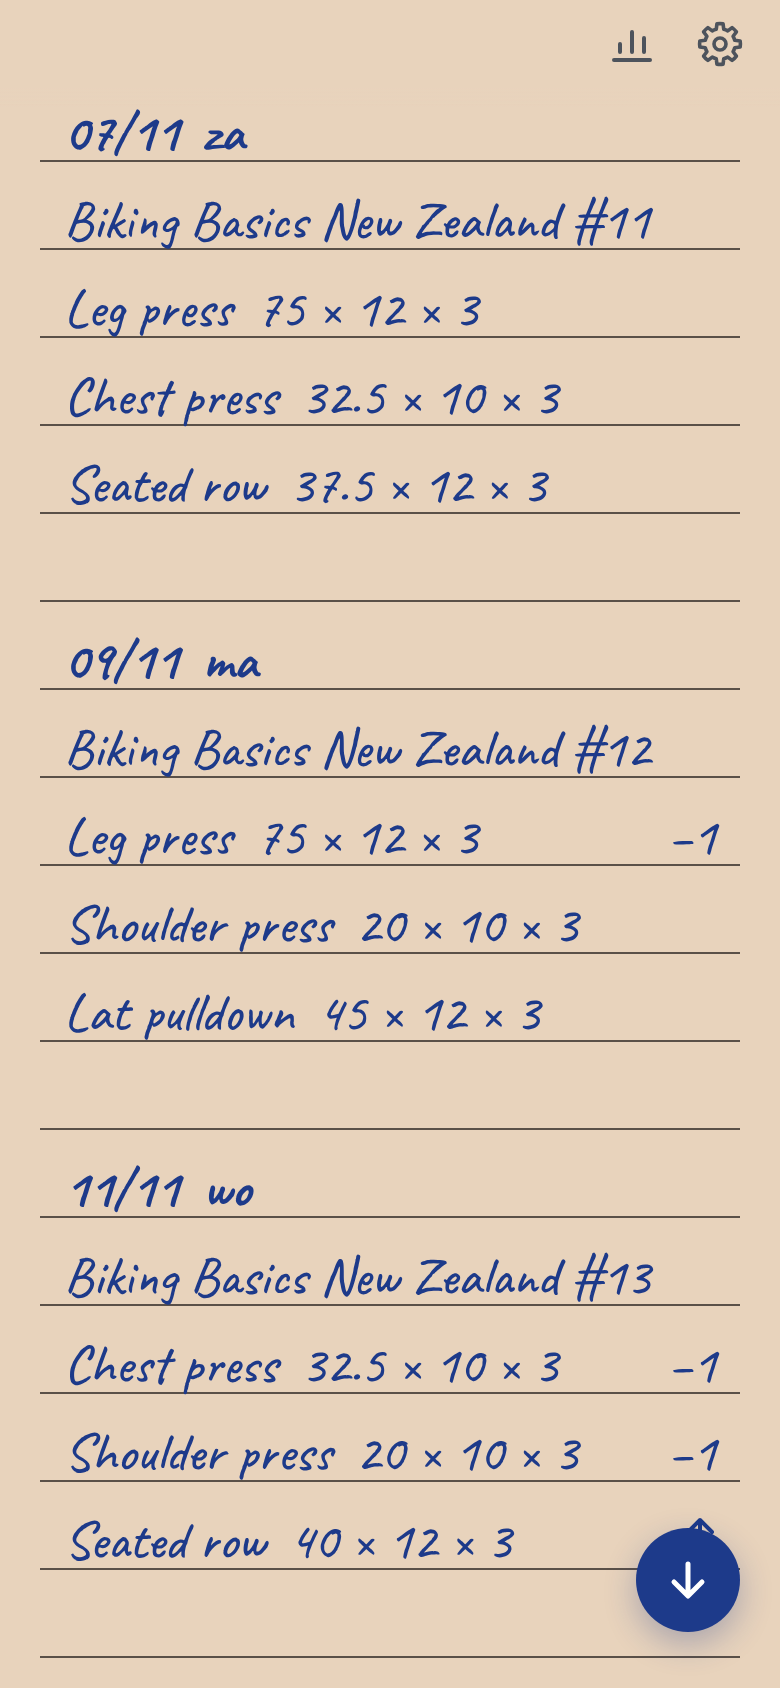 07/11 za
Biking Basics New Zealand #11
Leg press 75 × 12 × 3
Chest press 32.5 × 10 × 3
Seated row 37.5 × 12 × 3
09/11 ma
Biking Basics New Zealand #12
Leg press 75 × 12 × 3 -1
Shoulder press 20 × 10 × 3
Lat pulldown 45 × 12 × 3
11/11 wo
Biking Basics New Zealand #13
Chest press 32.5 × 10 × 3 -1
Shoulder press 20 × 10 × 3 -1
Seated row 40 × 12 × 3